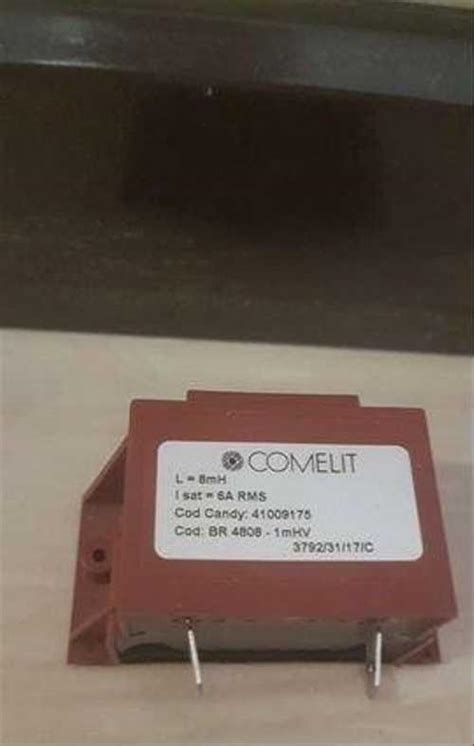 COMELIT
L = 8mH
I sat = 6A RMS
Cod Candy: 41009175
Cod: BR 4808 - 1mHV
3792/31/17/C